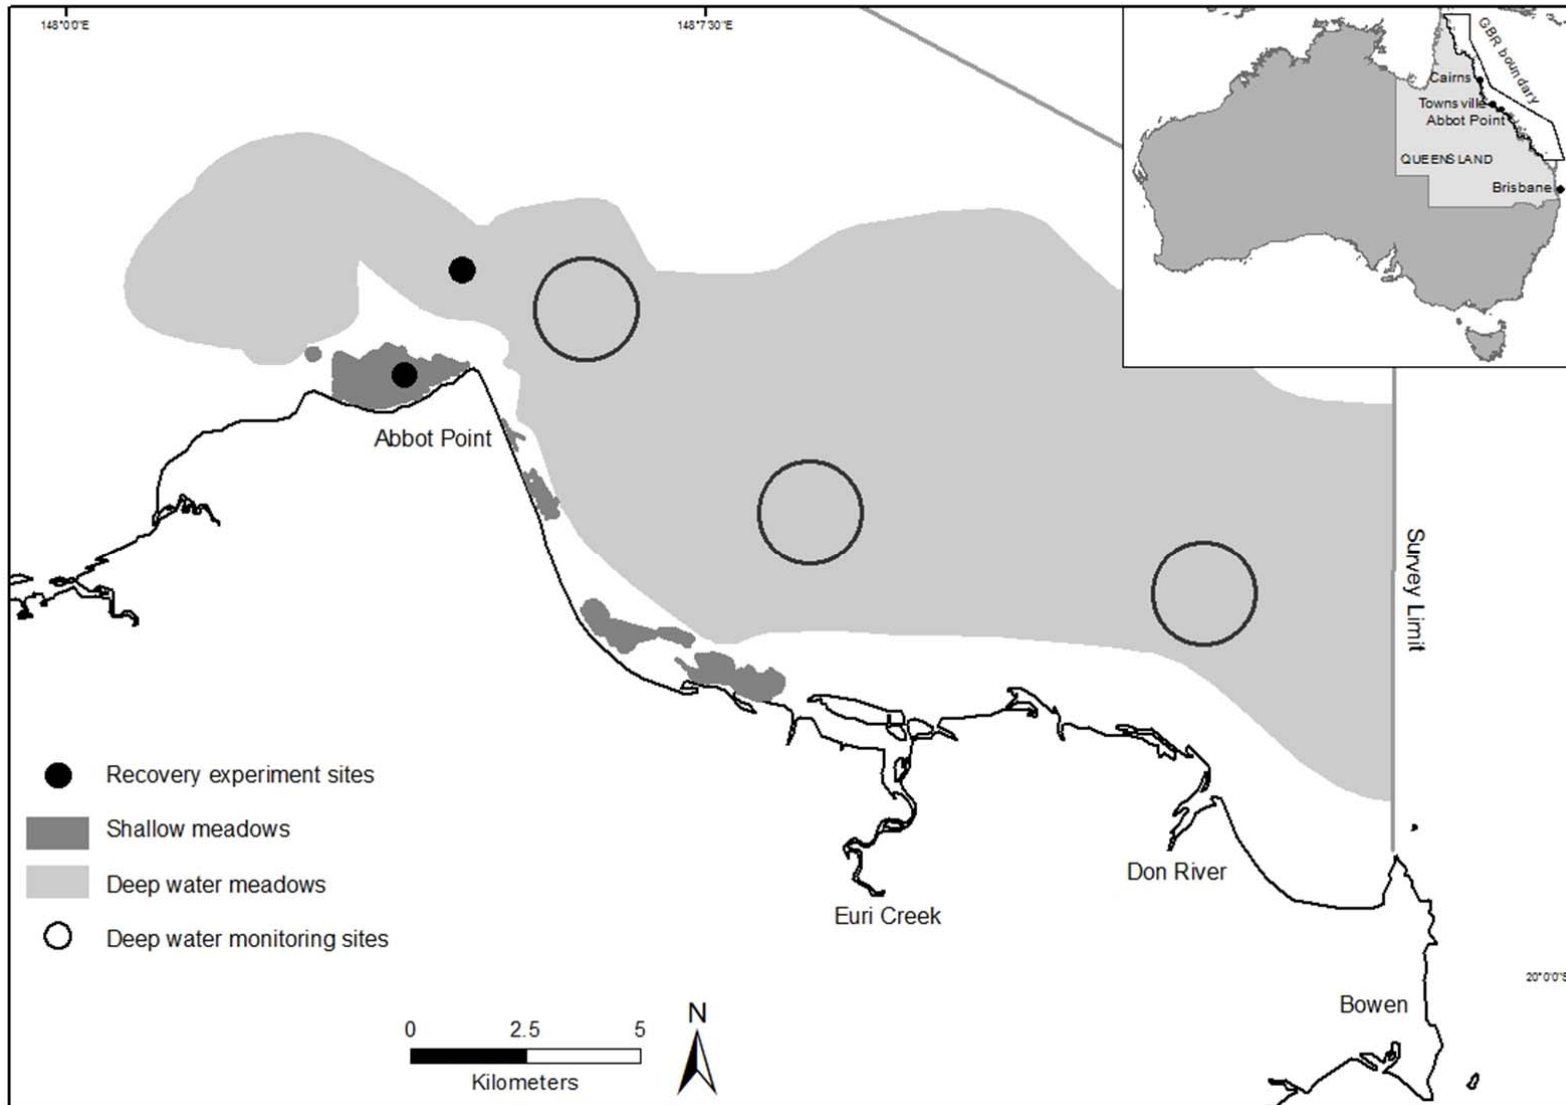 148°0'0"E
148°7'30"E
GBR boundary
Cairns
Townsville
Abbot Point
QUEENSLAND
Brisbane
Abbot Point
Survey Limit
Recovery experiment sites
Shallow meadows
Deep water meadows
Deep water monitoring sites
Don River
Euri Creek
20°0'0"S
Bowen
N
0 2.5 5
Kilometers